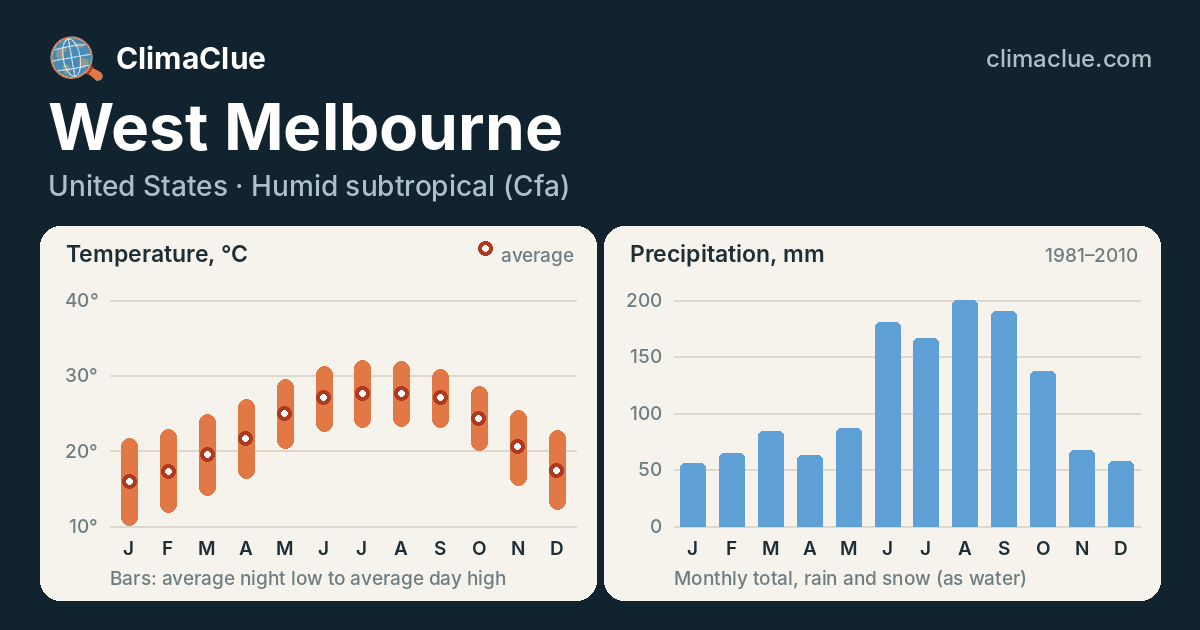 ClimaClue
climaclue.com
West Melbourne
United States · Humid subtropical (Cfa)
Temperature, °C
average
40°
30°
20°
10°
J F M A M J J A S O N D
Bars: average night low to average day high
Precipitation, mm
1981–2010
200
150
100
50
0
J F M A M J J A S O N D
Monthly total, rain and snow (as water)